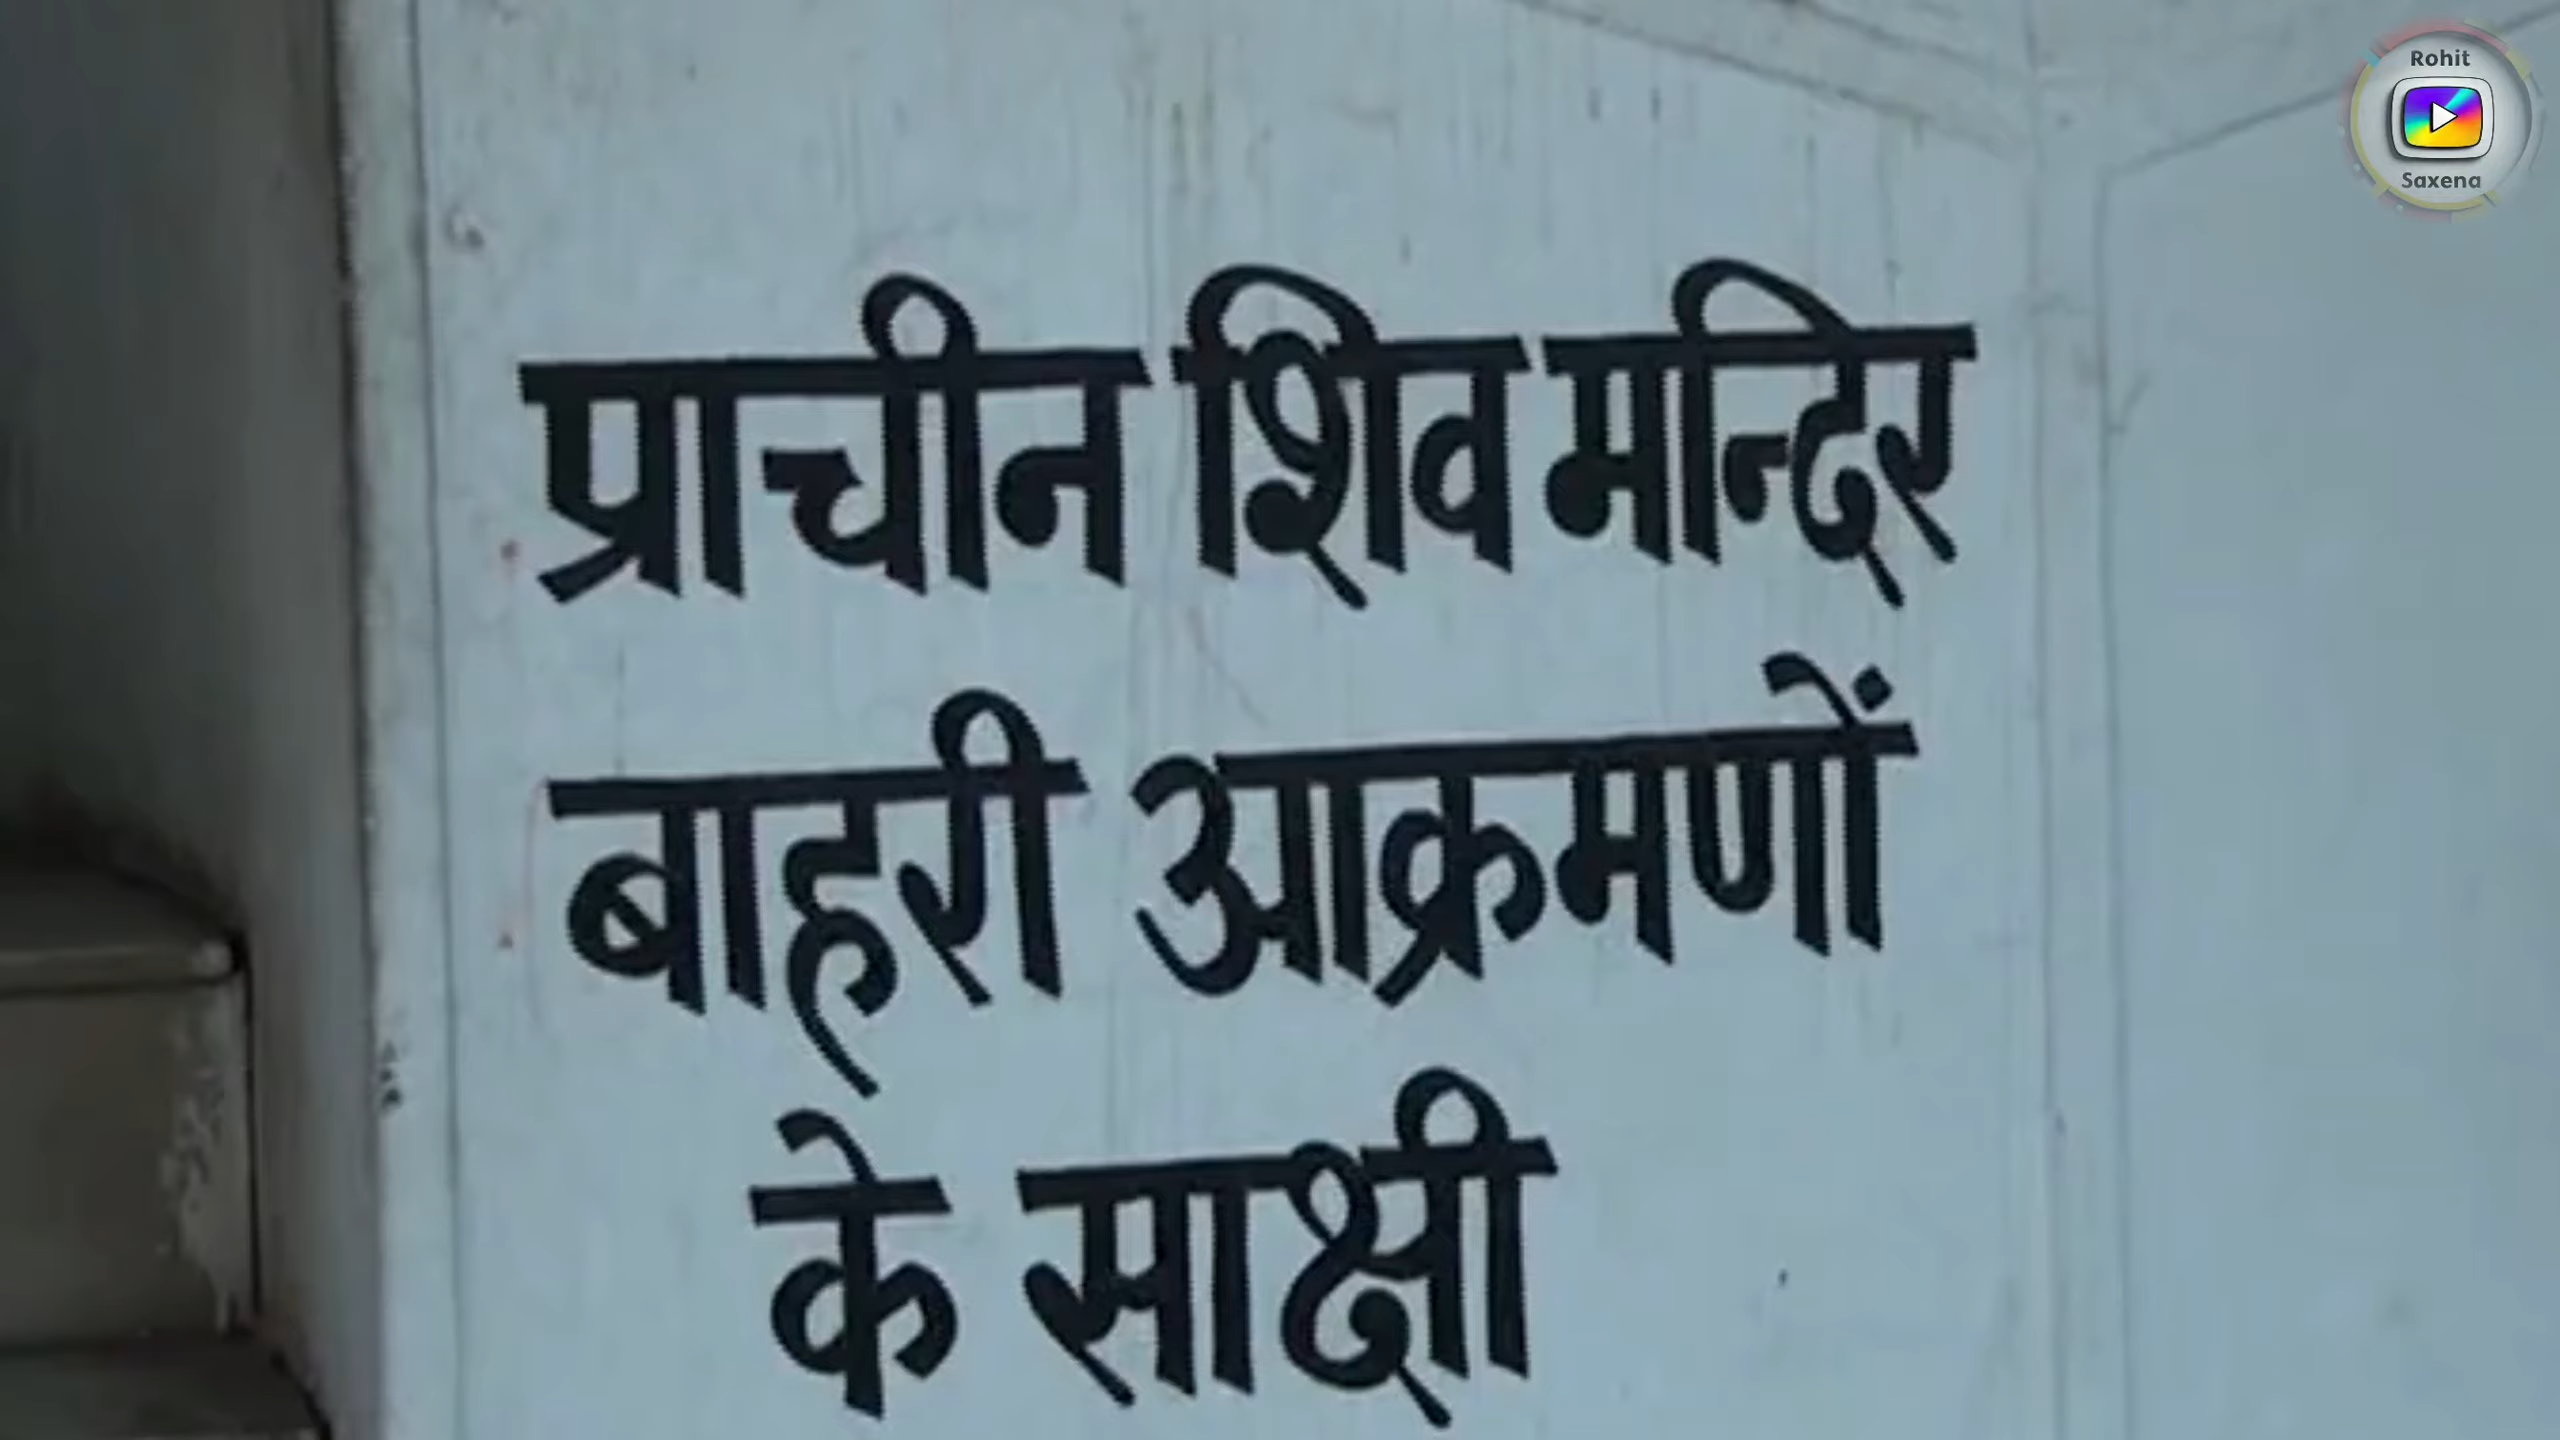 Rohit
Saxena
प्राचीन शिव मन्दिर
बाहरी आक्रमणों
के साक्षी